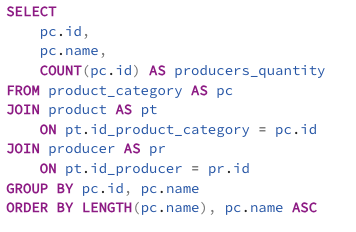 SELECT
pc.id,
pc.name,
COUNT(pc.id) AS producers_quantity
FROM product_category AS pc
JOIN product AS pt
ON pt.id_product_category = pc.id
JOIN producer AS pr
ON pt.id_producer = pr.id
GROUP BY pc.id, pc.name
ORDER BY LENGTH(pc.name), pc.name ASC